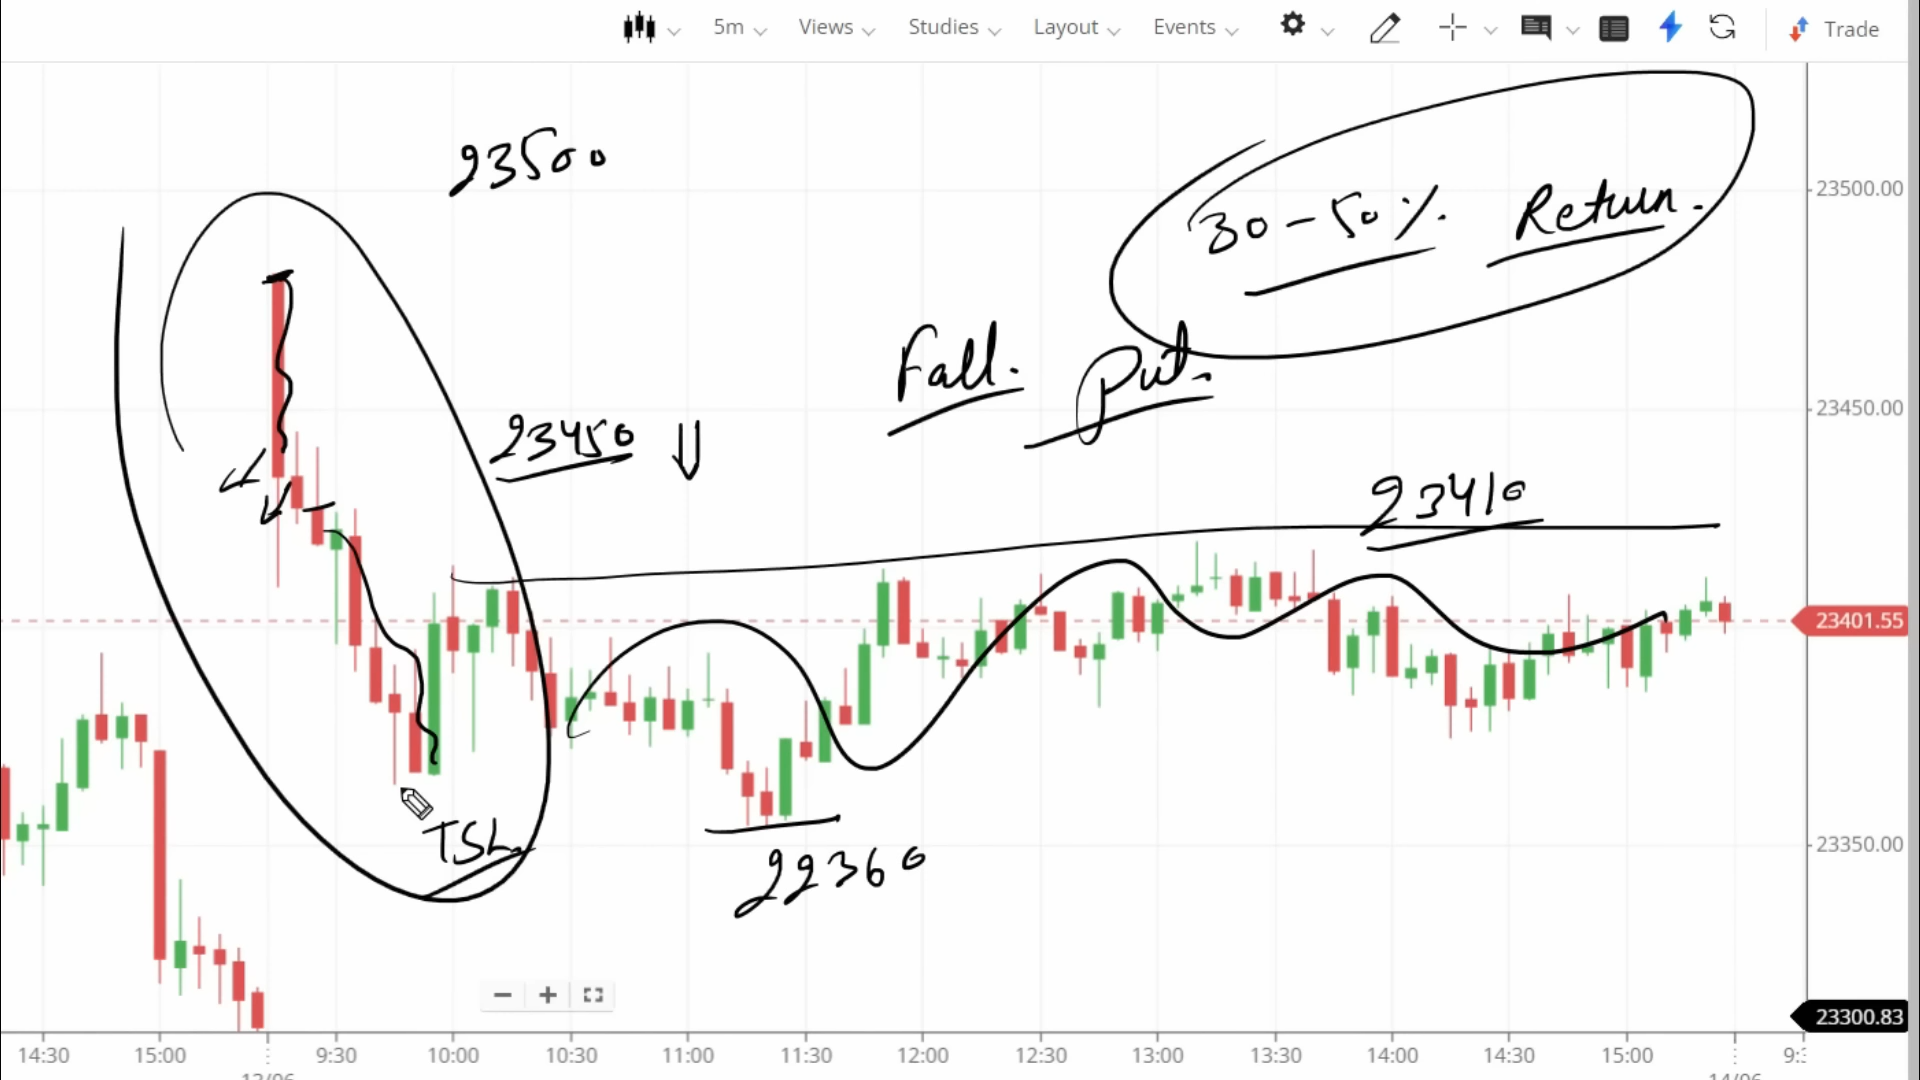 5m Views Studies Layout Events Trade
23500
30-50% Return.
23500.00
Fall. Put.
23450.00
23450
23410
23401.55
TSL
22360
23350.00
23300.83
14:30 15:00 9:30 10:00 10:30 11:00 11:30 12:00 12:30 13:00 13:30 14:00 14:30 15:00